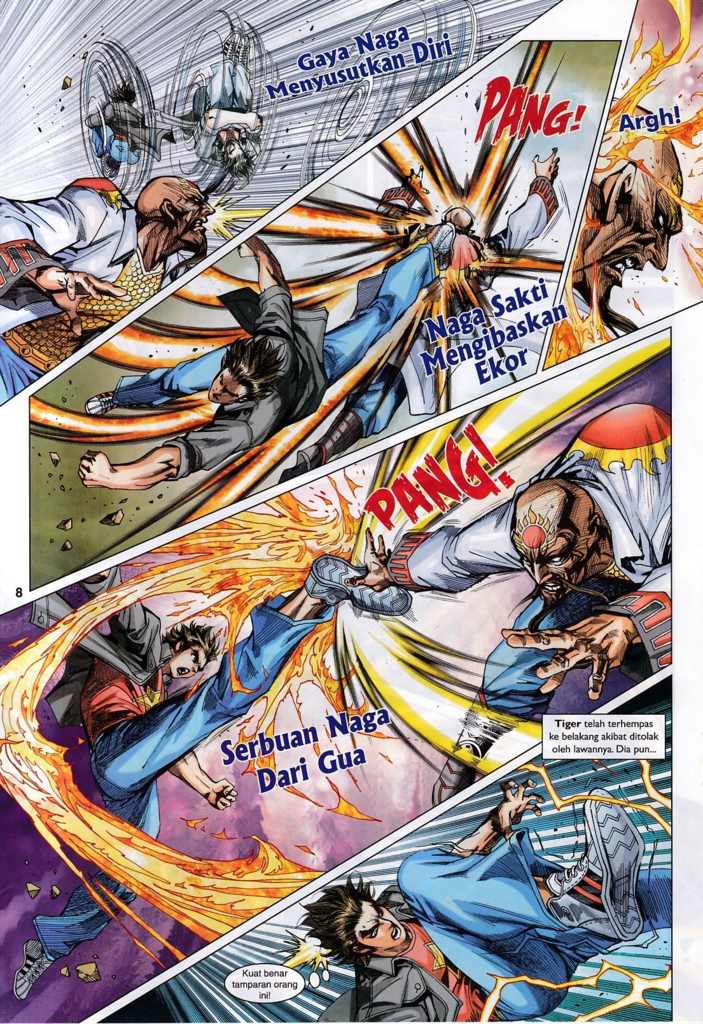 Gaya Naga
Menyusutkan Diri
PANG!
Argh!
Naga Sakti
Mengibaskan
Ekor
PANG!
8
Serbuan Naga
Dari Gua
Tiger telah terhempas
ke belakang akibat ditolak
oleh lawannya. Dia pun...
Kuat benar
tamparan orang
ini!